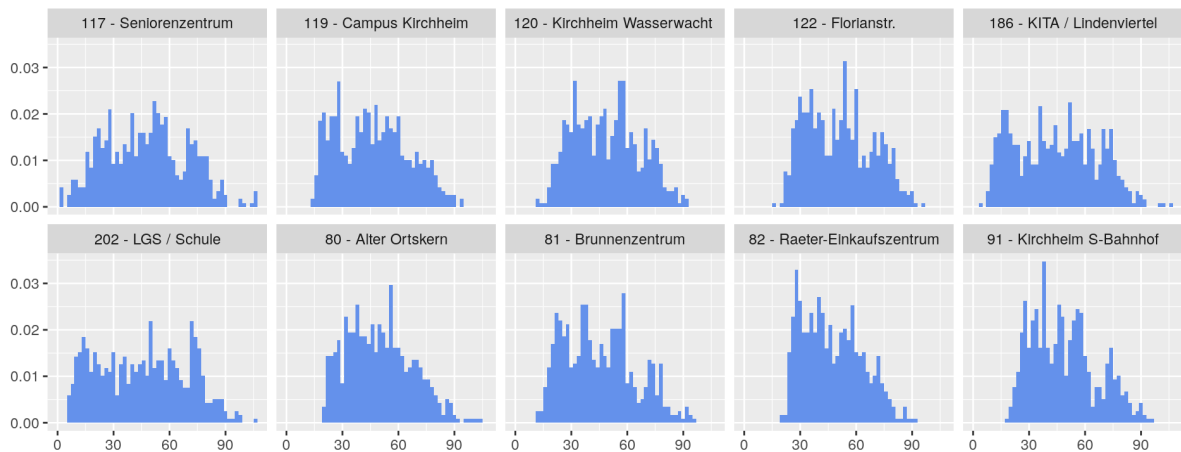 117 - Seniorenzentrum
119 - Campus Kirchheim
120 - Kirchheim Wasserwacht
122 - Florianstr.
186 - KITA / Lindenviertel
0.03
0.02
0.01
0.00
202 - LGS / Schule
80 - Alter Ortskern
81 - Brunnenzentrum
82 - Raeter-Einkaufszentrum
91 - Kirchheim S-Bahnhof
0.03
0.02
0.01
0.00
0 30 60 90
0 30 60 90
0 30 60 90
0 30 60 90
0 30 60 90